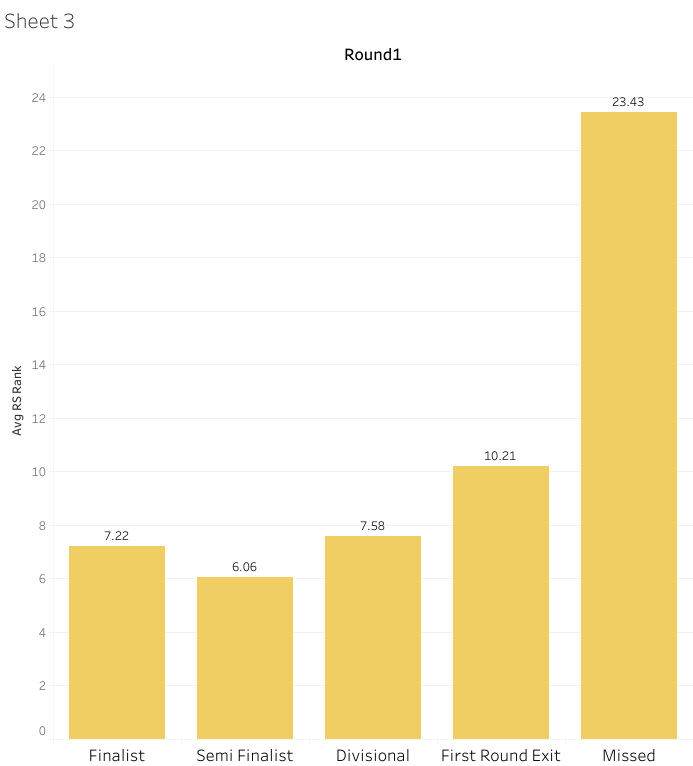 Sheet 3
Round1
24
23.43
22
20
18
16
14
12
10
8
6
4
2
0
Avg RS Rank
7.22
6.06
7.58
10.21
Finalist
Semi Finalist
Divisional
First Round Exit
Missed